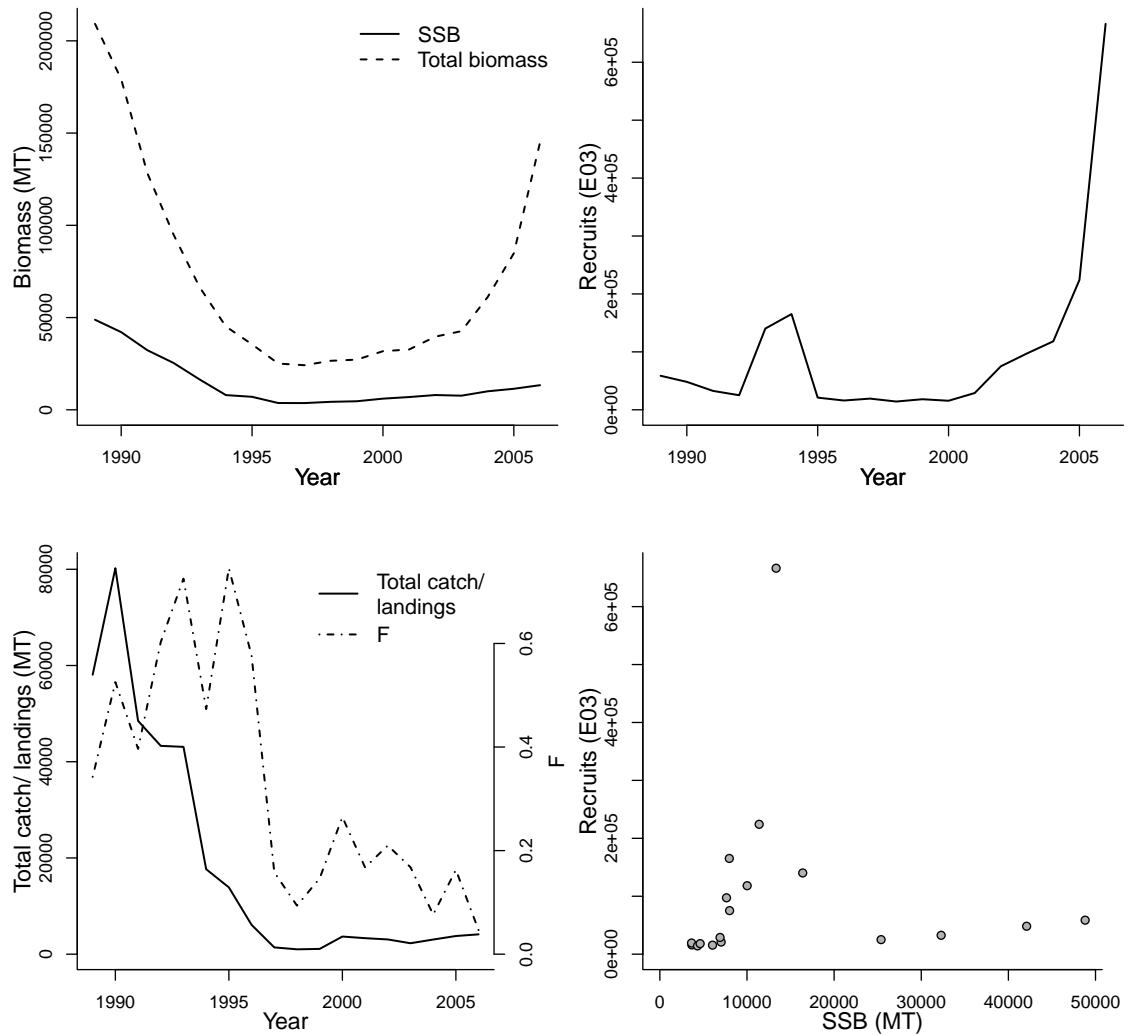 SSB
Total biomass
Biomass (MT)
0
50000
100000
150000
200000
1990
1995
2000
2005
Year
Recruits (E03)
0e+00
2e+05
4e+05
6e+05
1990
1995
2000
2005
Year
Total catch/
landings
F
Total catch/ landings (MT)
0
20000
40000
60000
80000
F
0.0
0.2
0.4
0.6
1990
1995
2000
2005
Year
Recruits (E03)
0e+00
2e+05
4e+05
6e+05
0
10000
20000
30000
40000
50000
SSB (MT)